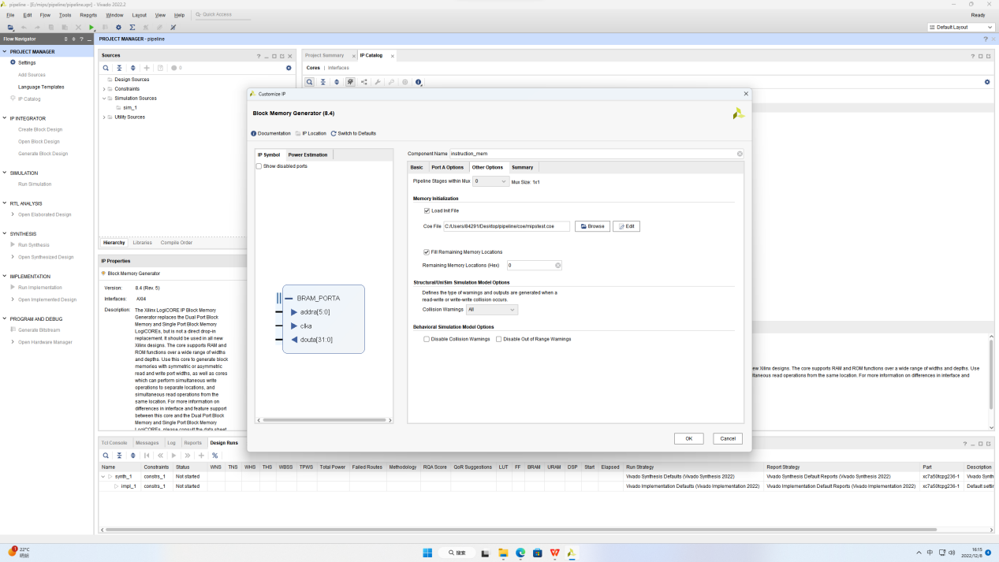 pipeline - [E:/mips/pipeline/pipeline.xpr] - Vivado 2022.2
File Edit Flow Tools Reports Window Layout View Help Quick Access
Ready
Default Layout
Flow Navigator
PROJECT MANAGER - pipeline
PROJECT MANAGER
Settings
Add Sources
Language Templates
IP Catalog
IP INTEGRATOR
Create Block Design
Open Block Design
Generate Block Design
SIMULATION
Run Simulation
RTL ANALYSIS
Open Elaborated Design
SYNTHESIS
Run Synthesis
Open Synthesized Design
IMPLEMENTATION
Run Implementation
Open Implemented Design
PROGRAM AND DEBUG
Generate Bitstream
Open Hardware Manager
Sources
0
Design Sources
Constraints
Simulation Sources
sim_1
Utility Sources
Hierarchy Libraries Compile Order
IP Properties
Block Memory Generator
Version: 8.4 (Rev. 5)
Interfaces: AXI4
Description: The Xilinx LogiCORE IP Block Memory
Generator replaces the Dual Port Block
Memory and Single Port Block Memory
LogiCOREs, but is not a direct drop-in
replacement. It should be used in all new
Xilinx designs. The core supports RAM and
ROM functions over a wide range of widths
and depths. Use this core to generate block
memories with symmetric or asymmetric
read and write port widths, as well as cores
which can perform simultaneous write
operations to separate locations, and
simultaneous read operations from the
same location. For more information on
differences in interface and feature support
between this core and the Dual Port Block
Memory and Single Port Block Memory
LogiCOREs, please consult the data sheet
Project Summary IP Catalog
Cores Interfaces
Customize IP
Block Memory Generator (8.4)
Documentation IP Location Switch to Defaults
IP Symbol Power Estimation
Show disabled ports
BRAM_PORTA
addra[5:0]
clka
douta[31:0]
Component Name instruction_mem
Basic Port A Options Other Options Summary
Pipeline Stages within Mux 0 Mux Size: 1x1
Memory Initialization
Load Init File
Coe File C:/Users/84291/Desktop/pipeline/coe/mipstest.coe Browse Edit
Fill Remaining Memory Locations
Remaining Memory Locations (Hex) 0
Structural/UniSim Simulation Model Options
Defines the type of warnings and outputs are generated when a
read-write or write-write collision occurs.
Collision Warnings All
Behavioral Simulation Model Options
Disable Collision Warnings Disable Out of Range Warnings
OK Cancel
ew Xilinx designs. The core supports RAM and ROM functions over a wide range of widths and depths. Use
ltaneous read operations from the same location. For more information on differences in interface and
Tcl Console Messages Log Reports Design Runs
Name Constraints Status WNS TNS WHS THS WBSS TPWS Total Power Failed Routes Methodology RQA Score QoR Suggestions LUT FF BRAM URAM DSP Start Elapsed Run Strategy Report Strategy Part Description
synth_1 constrs_1 Not started Vivado Synthesis Defaults (Vivado Synthesis 2022) Vivado Synthesis Default Reports (Vivado Synthesis 2022) xc7a50tcpg236-1 Vivado Synth
impl_1 constrs_1 Not started Vivado Implementation Defaults (Vivado Implementation 2022) Vivado Implementation Default Reports (Vivado Implementation 2022) xc7a50tcpg236-1 Default settin
1
22°C
晴朗
搜索
中
16:15
2022/12/8